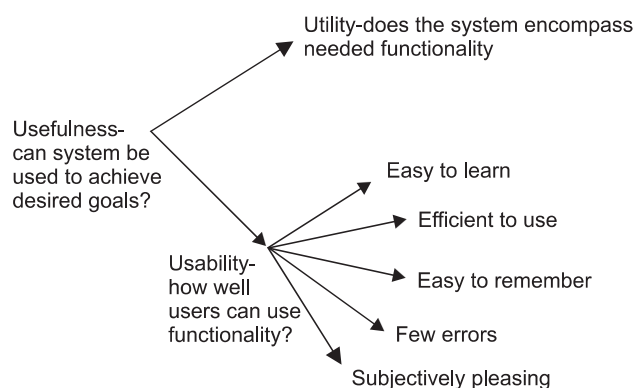 Utility-does the system encompass
needed functionality
Usefulness-
can system be
used to achieve
desired goals?
Easy to learn
Efficient to use
Usability-
how well
users can use
functionality?
Easy to remember
Few errors
Subjectively pleasing